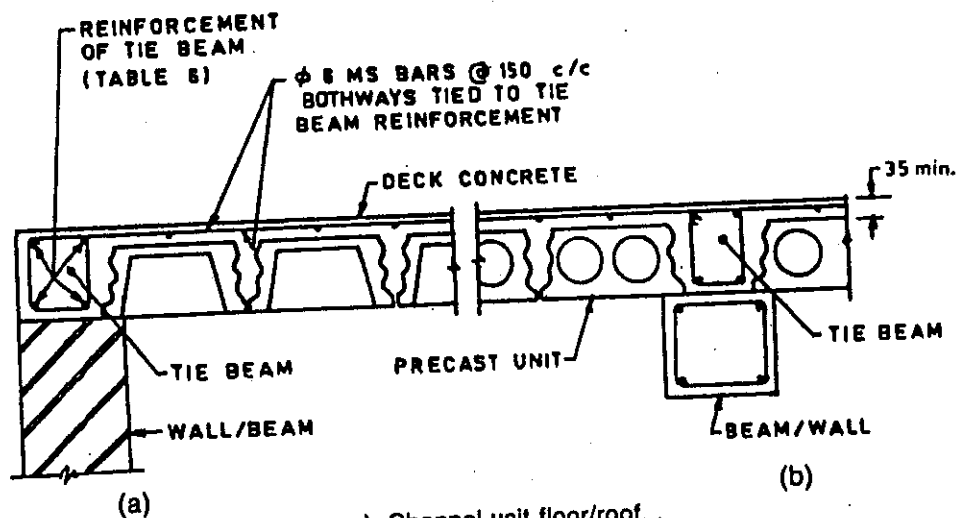 REINFORCEMENT
OF TIE BEAM
(TABLE 6)
ϕ 6 MS BARS @ 150 c/c
BOTHWAYS TIED TO TIE
BEAM REINFORCEMENT
DECK CONCRETE
35 min.
TIE BEAM
PRECAST UNIT
TIE BEAM
WALL/BEAM
BEAM/WALL
(a)
(b)
Channel unit floor/roof